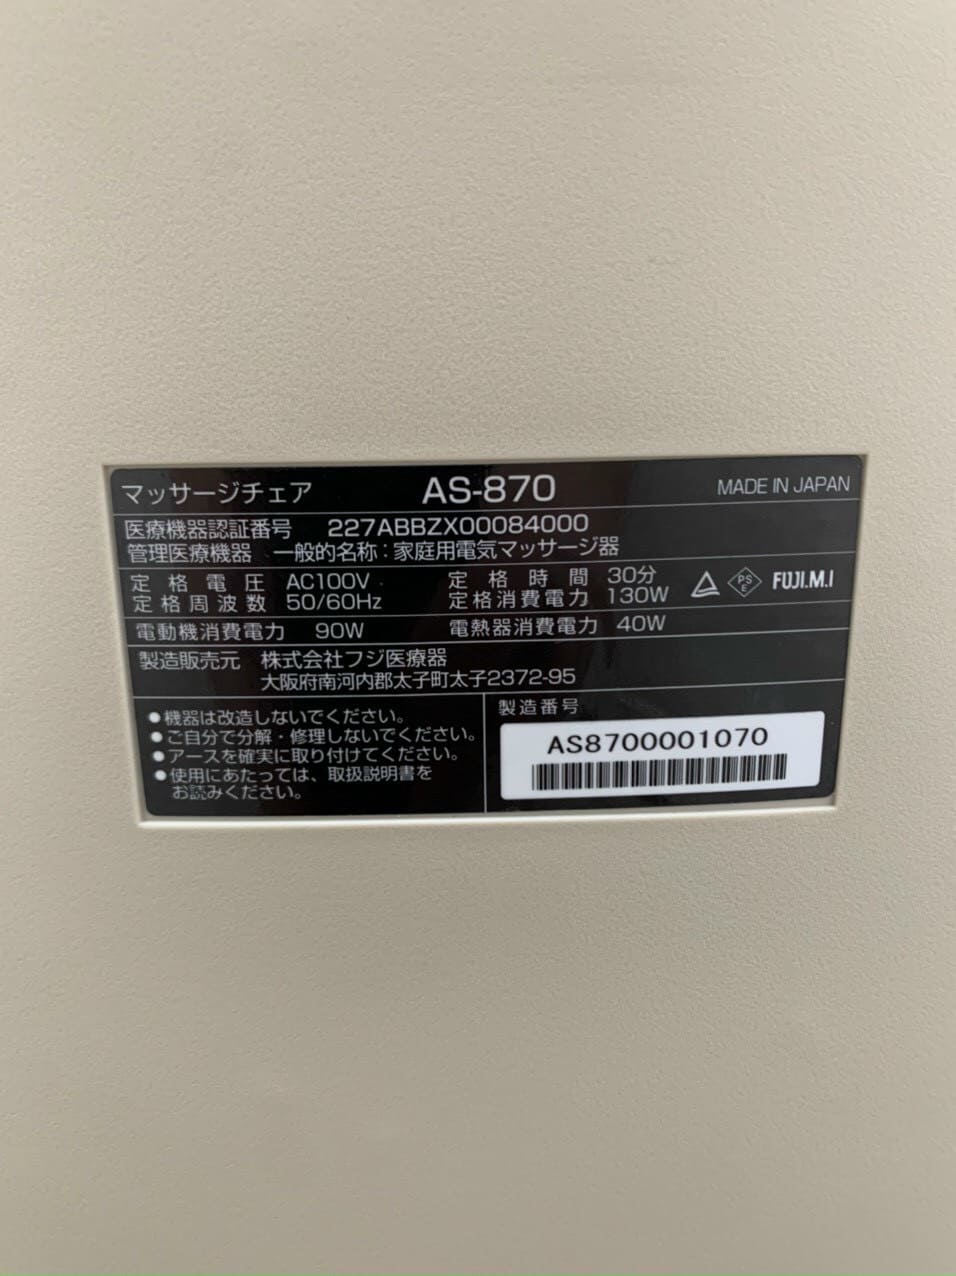 マッサージチェア AS-870 MADE IN JAPAN
医療機器認証番号 227ABBZX00084000
管理医療機器 一般的名称：家庭用電気マッサージ器
定格電圧 AC100V 定格時間 30分
定格周波数 50/60Hz 定格消費電力 130W PSE FUJI.M.I
電動機消費電力 90W 電熱器消費電力 40W
製造販売元 株式会社フジ医療器
大阪府南河内郡太子町太子2372-95
●機器は改造しないでください。
●ご自分で分解・修理しないでください。
●アースを確実に取り付けてください。
●使用にあたっては、取扱説明書を
お読みください。
製造番号
AS8700001070